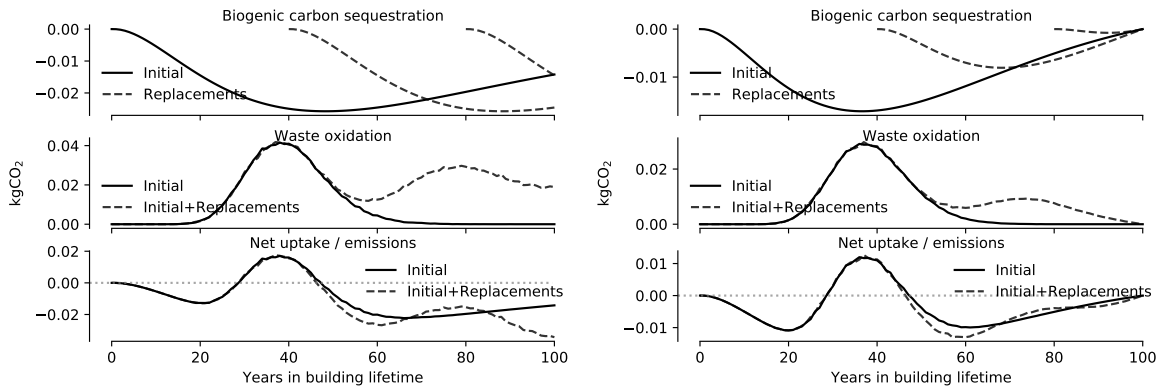 Biogenic carbon sequestration
0.00
−0.01
−0.02
Initial
Replacements
Waste oxidation
0.04
0.02
0.00
Initial
Initial+Replacements
kgCO₂
Net uptake / emissions
0.02
0.00
−0.02
Initial
Initial+Replacements
0 20 40 60 80 100
Years in building lifetime
Biogenic carbon sequestration
0.00
−0.01
Initial
Replacements
Waste oxidation
0.02
0.00
Initial
Initial+Replacements
kgCO₂
Net uptake / emissions
0.01
0.00
−0.01
Initial
Initial+Replacements
0 20 40 60 80 100
Years in building lifetime